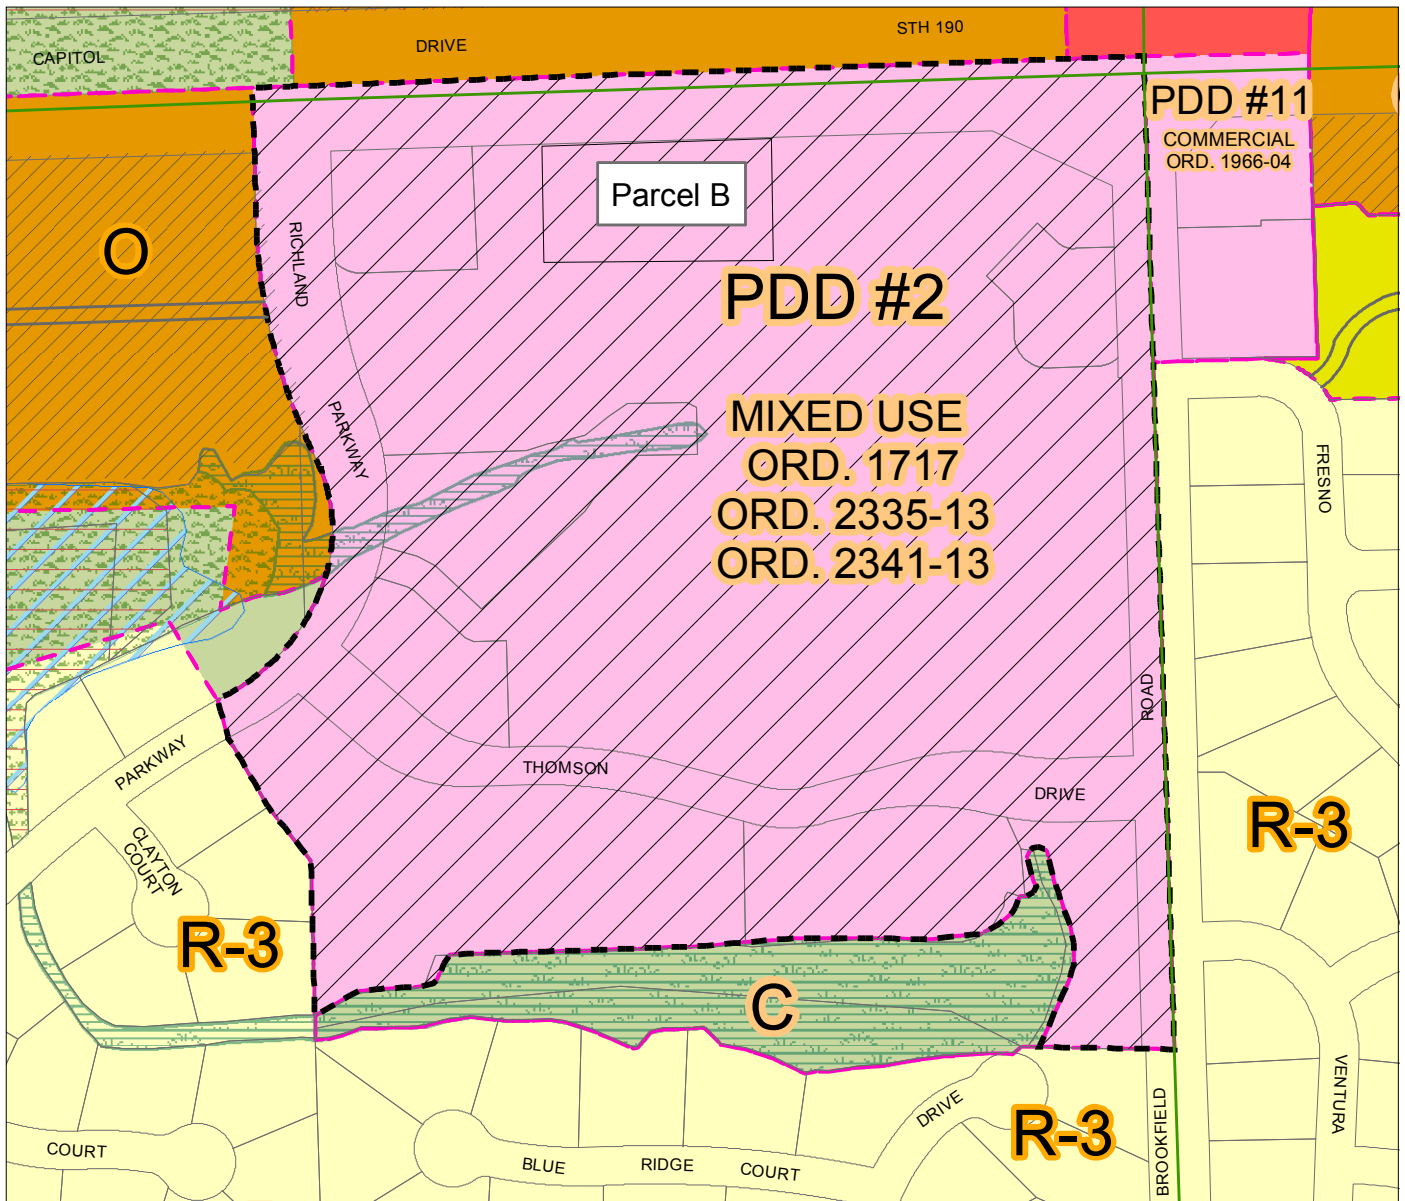 STH 190
DRIVE
CAPITOL
PDD #11
COMMERCIAL
ORD. 1966-04
Parcel B
O
RICHLAND
PDD #2
PARKWAY
MIXED USE
ORD. 1717
ORD. 2335-13
ORD. 2341-13
FRESNO
ROAD
PARKWAY
THOMSON
DRIVE
R-3
CLAYTON
COURT
R-3
C
VENTURA
DRIVE
R-3
BROOKFIELD
COURT
BLUE RIDGE COURT